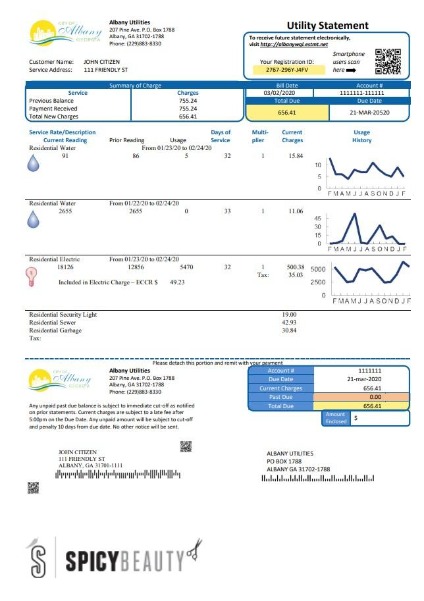 CITY OF
Albany
GEORGIA
Albany Utilities
207 Pine Ave. P.O. Box 1788
Albany, GA 31702-1788
Phone: (229)883-8330
Utility Statement
To receive future statement electronically,
visit http://albanywgl.estmt.net
Smartphone
users scan
here
Your Registration ID:
2767-296Y-J4FV
Customer Name: JOHN CITIZEN
Service Address: 111 FRIENDLY ST
Summary of Charge
Service Charges
Previous Balance 755.24
Payment Received 755.24
Total New Charges 656.41
Bill Date Account #
03/02/2020 1111111-111111
Total Due Due Date
656.41 21-MAR-20520
Service Rate/Description
Current Reading Prior Reading Usage Days of Service Multi-plier Current Charges Usage History
Residential Water From 01/23/20 to 02/24/20
91 86 5 32 1 15.84
10
5
0
F M A M J J A S O N D J F
Residential Water From 01/22/20 to 02/24/20
2655 2655 0 33 1 11.06
45
30
15
0
F M A M J J A S O N D J F
Residential Electric From 01/23/20 to 02/24/20
18126 12856 5470 32 1 500.38
Tax: 35.03
Included in Electric Charge – ECCR $ 49.23
5000
2500
0
F M A M J J A S O N D J F
Residential Security Light 19.00
Residential Sewer 42.93
Residential Garbage 30.84
Tax:
Please detach this portion and remit with your payment
CITY OF
Albany
GEORGIA
Albany Utilities
207 Pine Ave. P.O. Box 1788
Albany, GA 31702-1788
Phone: (229)883-8330
Account # 1111111
Due Date 21-mar-2020
Current Charges 656.41
Past Due 0.00
Total Due 656.41
Amount
Enclosed $
Any unpaid past due balance is subject to immediate cut-off as notified
on prior statements. Current charges are subject to a late fee after
5:00pm on the Due Date. Any unpaid amount will be subject to cut-off
and penalty 10 days from due date. No other notice will be sent.
JOHN CITIZEN
111 FRIENDLY ST
ALBANY, GA 31701-1111
ALBANY UTILITIES
PO BOX 1788
ALBANY GA 31702-1788
S
SPICYBEAUTY